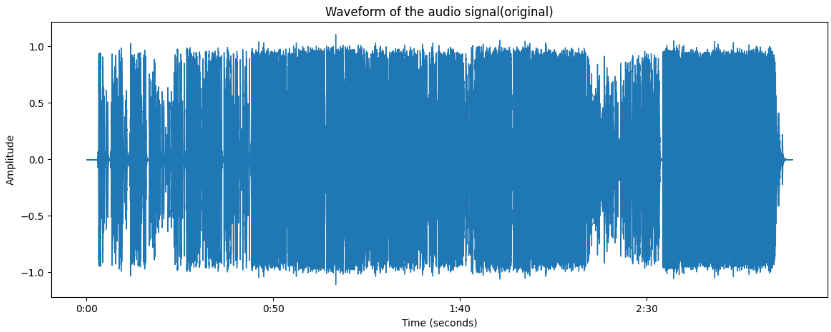 Waveform of the audio signal(original)
1.0
0.5
0.0
−0.5
−1.0
Amplitude
0:00 0:50 1:40 2:30
Time (seconds)